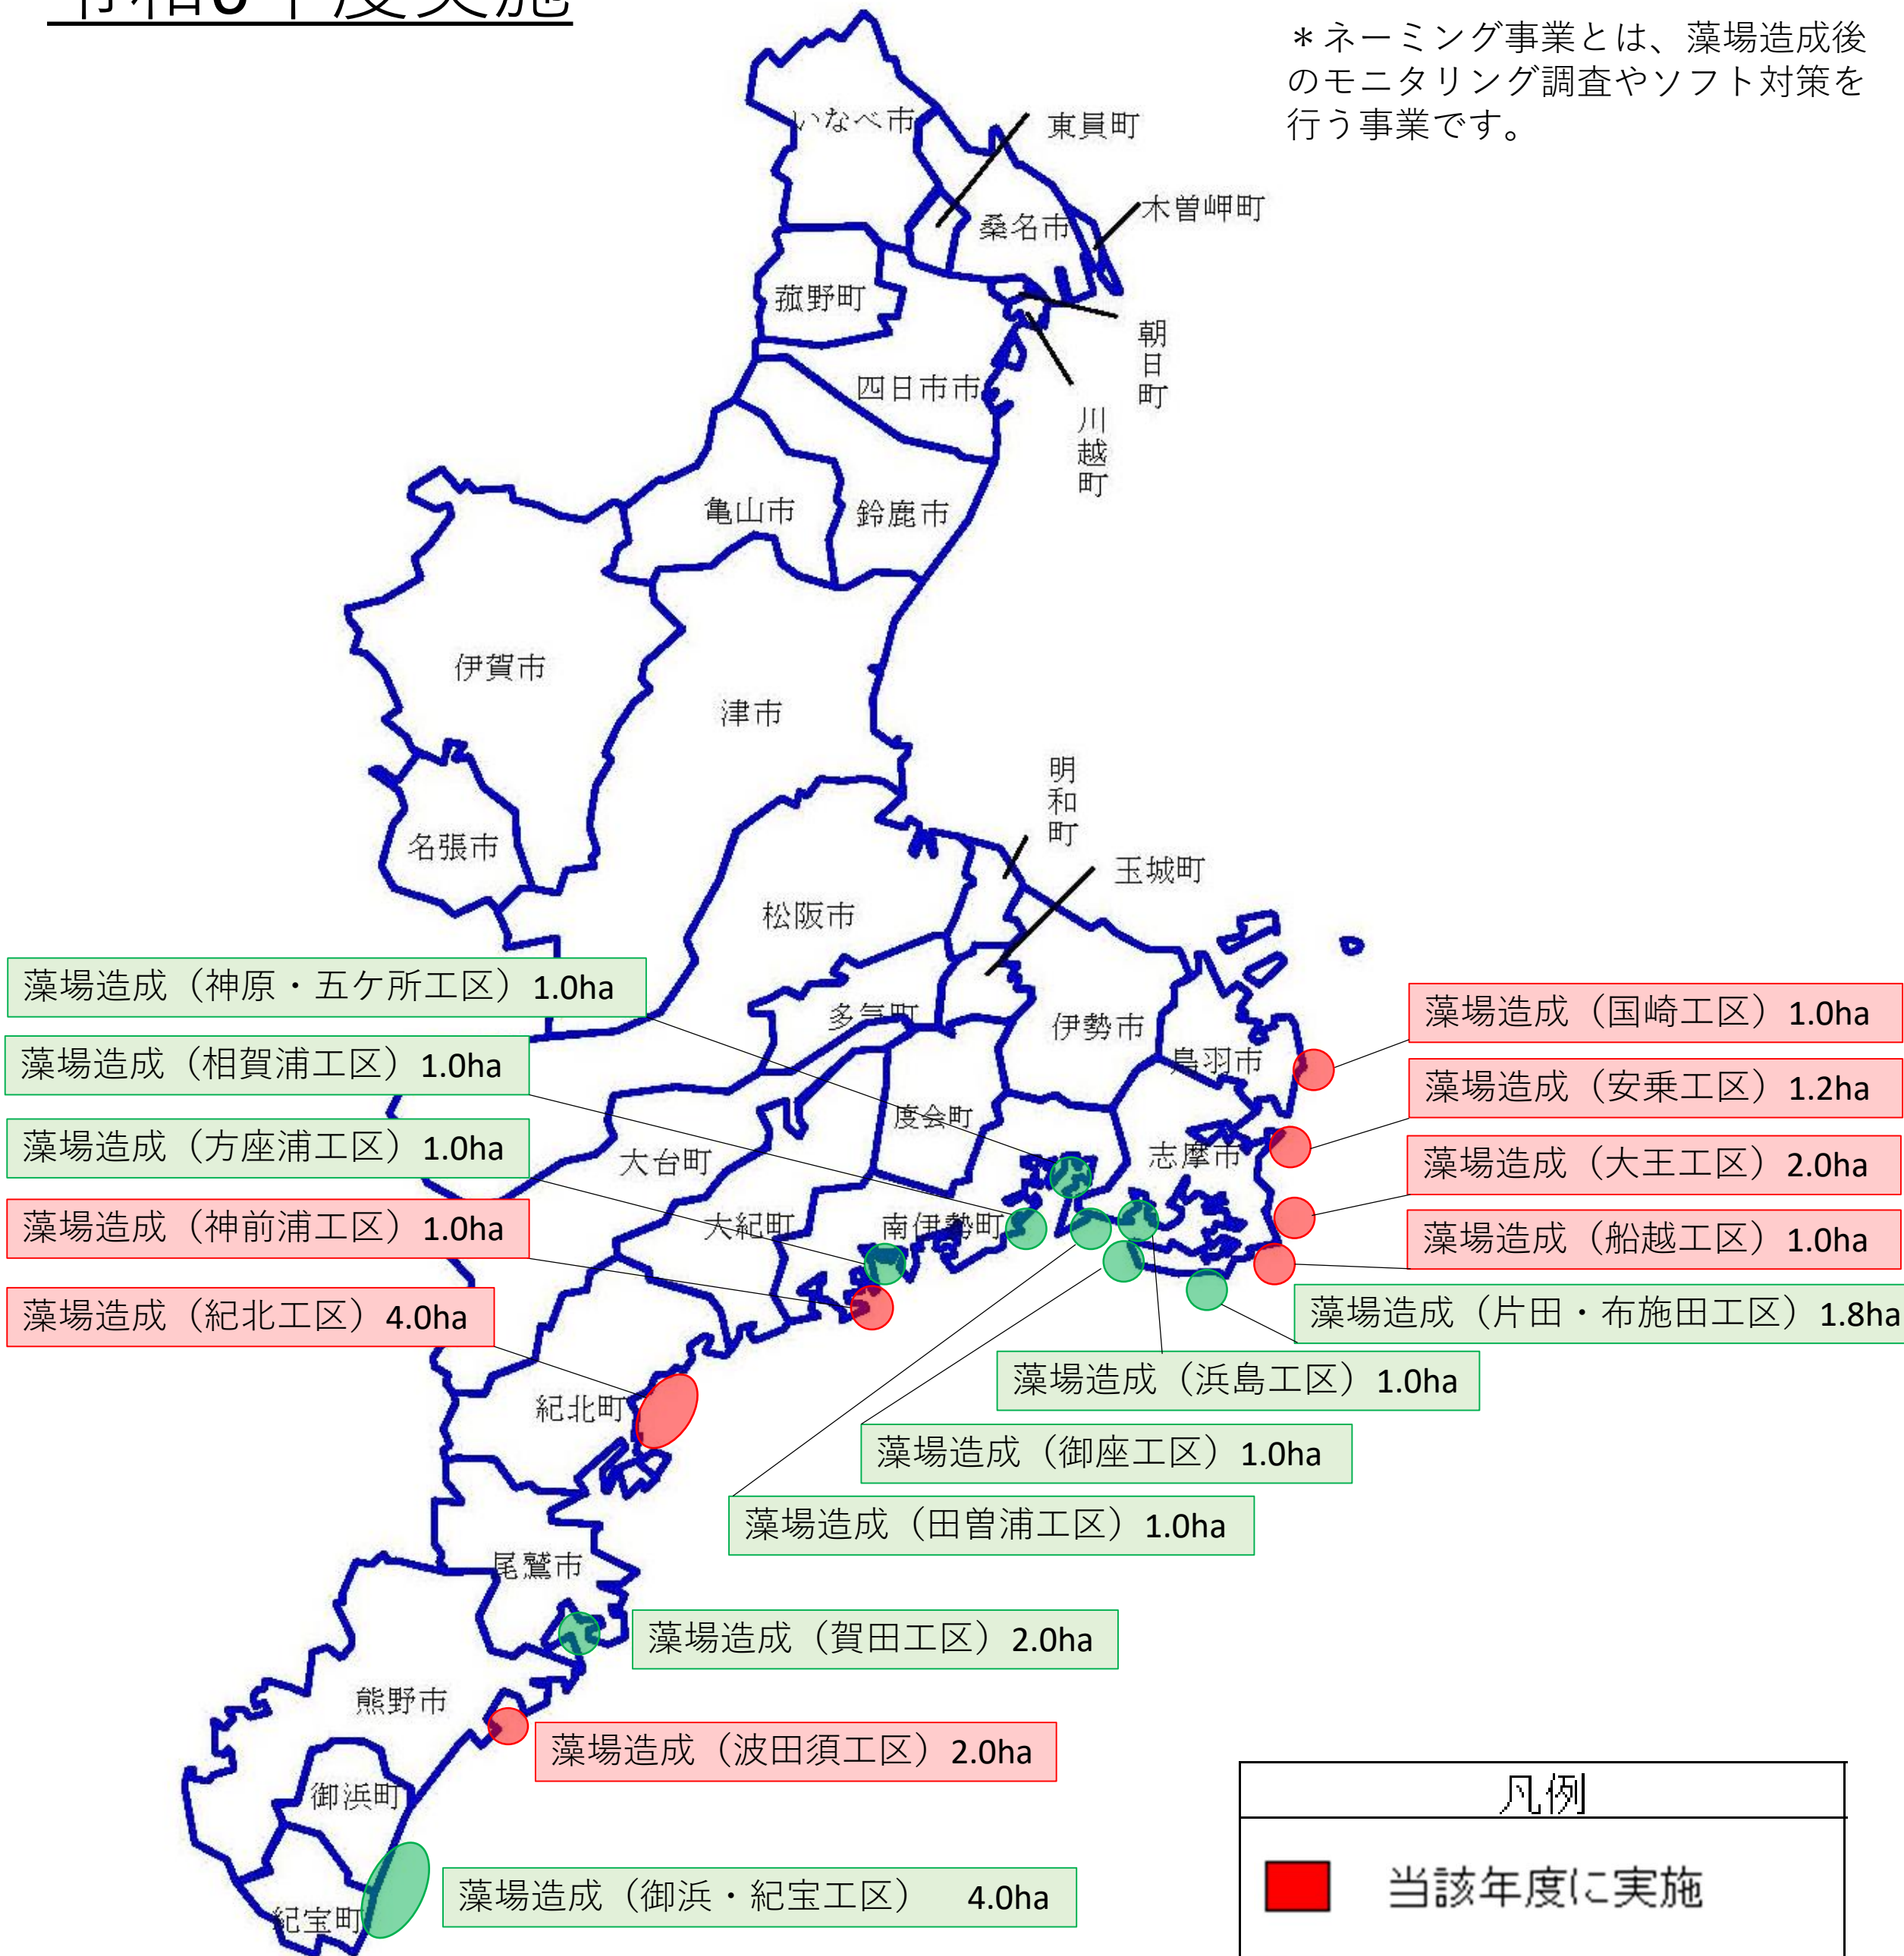 ＊ネーミング事業とは、藻場造成後
のモニタリング調査やソフト対策を
行う事業です。
いなべ市
東員町
桑名市
木曽岬町
菰野町
朝日町
四日市市
川越町
亀山市
鈴鹿市
伊賀市
津市
明和町
名張市
玉城町
松阪市
藻場造成（神原・五ケ所工区）1.0ha
多気町
伊勢市
藻場造成（国崎工区）1.0ha
藻場造成（相賀浦工区）1.0ha
鳥羽市
藻場造成（安乗工区）1.2ha
度会町
藻場造成（方座浦工区）1.0ha
大台町
志摩市
藻場造成（大王工区）2.0ha
藻場造成（神前浦工区）1.0ha
大紀町
南伊勢町
藻場造成（船越工区）1.0ha
藻場造成（紀北工区）4.0ha
藻場造成（片田・布施田工区）1.8ha
藻場造成（浜島工区）1.0ha
紀北町
藻場造成（御座工区）1.0ha
藻場造成（田曽浦工区）1.0ha
尾鷲市
藻場造成（賀田工区）2.0ha
熊野市
藻場造成（波田須工区）2.0ha
御浜町
凡例
当該年度に実施
藻場造成（御浜・紀宝工区）　4.0ha
紀宝町